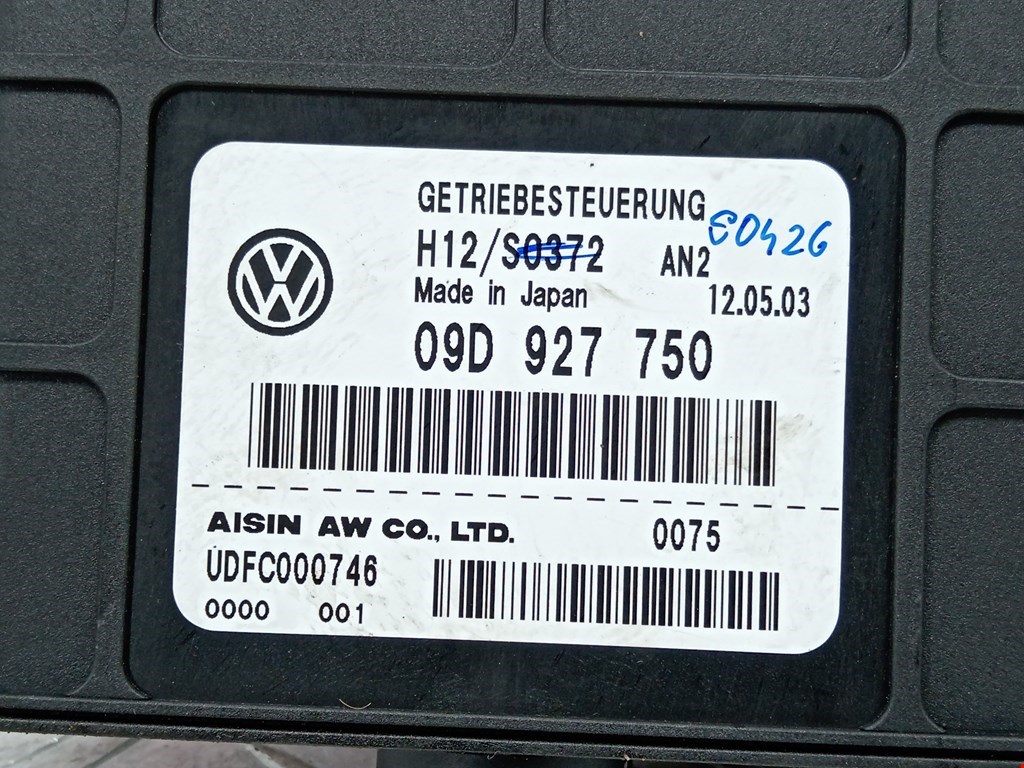 GETRIEBESTEUERUNG
S0426
H12/S0372 AN2
Made in Japan 12.05.03
09D 927 750
AISIN AW CO., LTD. 0075
UDFC000746
0000 001